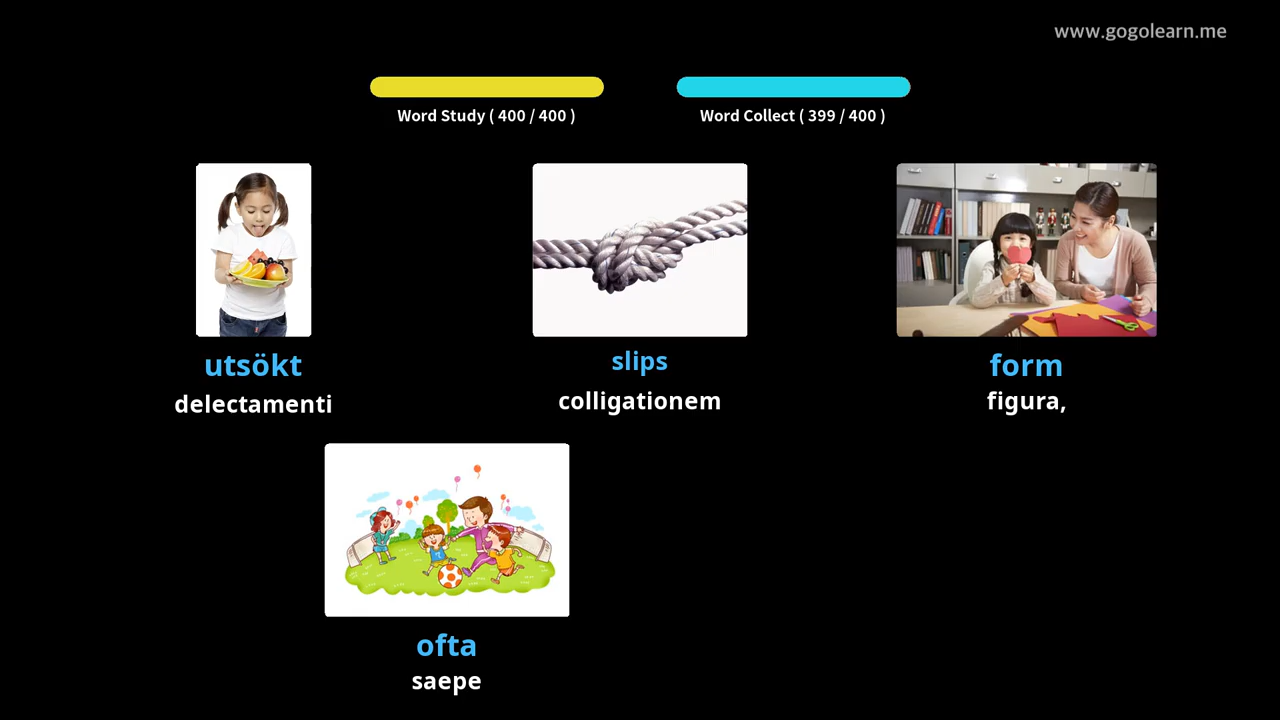 www.gogolearn.me
Word Study ( 400 / 400 )
Word Collect ( 399 / 400 )
utsökt
delectamenti
slips
colligationem
form
figura,
ofta
saepe